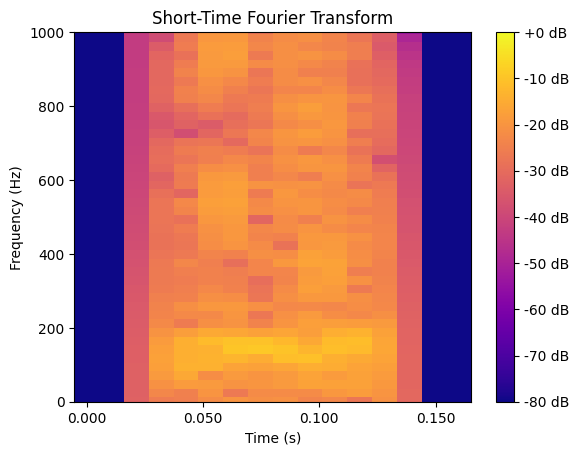 Short-Time Fourier Transform
1000
800
600
400
200
0
Frequency (Hz)
0.000
0.050
0.100
0.150
Time (s)
+0 dB
-10 dB
-20 dB
-30 dB
-40 dB
-50 dB
-60 dB
-70 dB
-80 dB